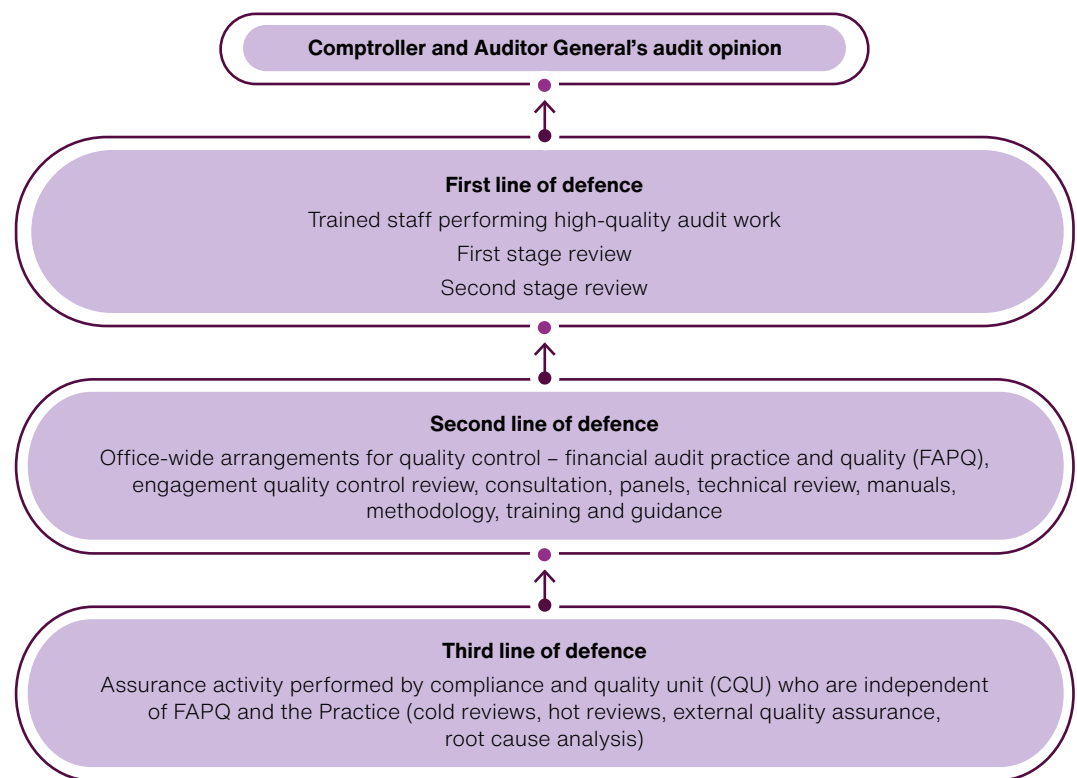 Comptroller and Auditor General’s audit opinion
First line of defence
Trained staff performing high-quality audit work
First stage review
Second stage review
Second line of defence
Office-wide arrangements for quality control – financial audit practice and quality (FAPQ),
engagement quality control review, consultation, panels, technical review, manuals,
methodology, training and guidance
Third line of defence
Assurance activity performed by compliance and quality unit (CQU) who are independent
of FAPQ and the Practice (cold reviews, hot reviews, external quality assurance,
root cause analysis)